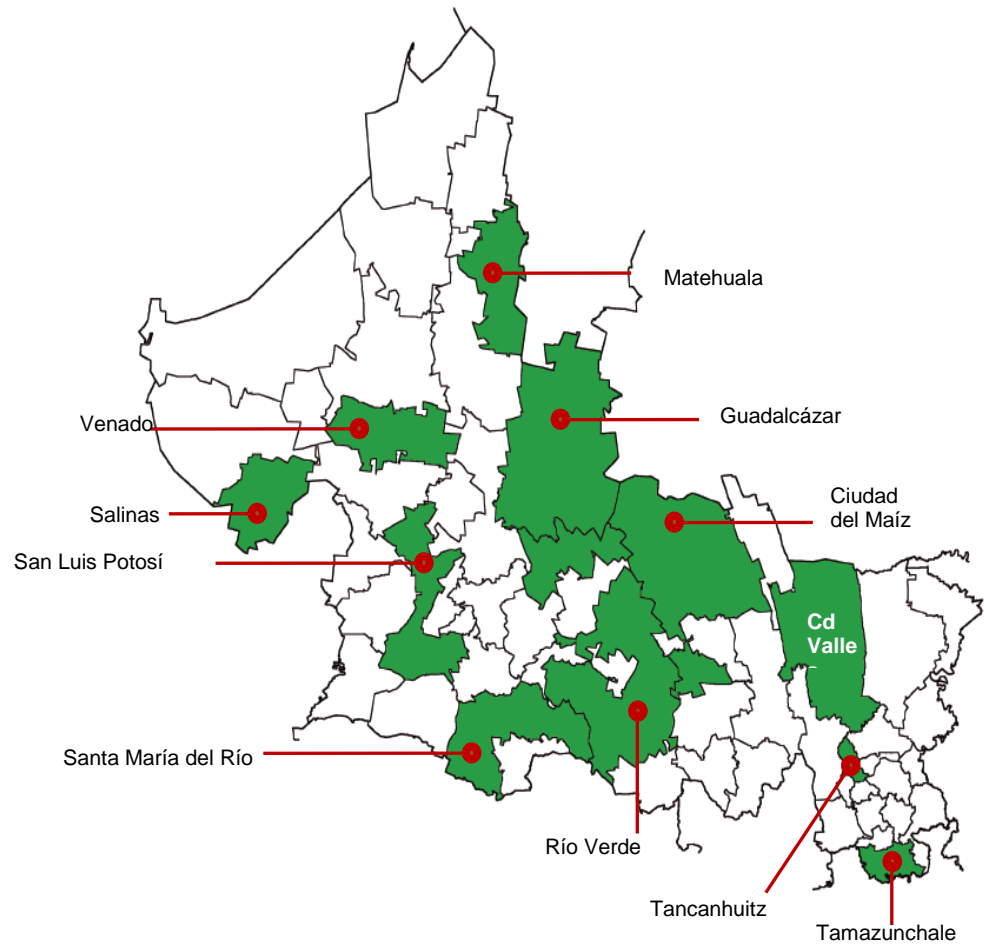 Matehuala
Guadalcázar
Venado
Ciudad
del Maíz
Salinas
San Luis Potosí
Cd
Valle
Santa María del Río
Río Verde
Tancanhuitz
Tamazunchale